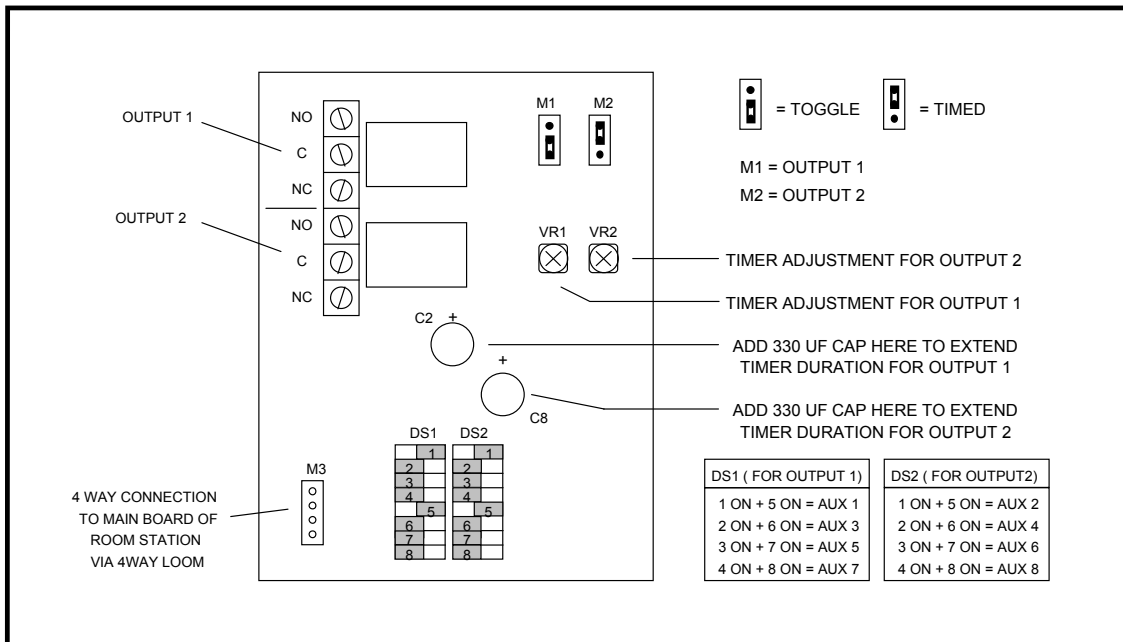 OUTPUT 1
NO
C
NC
OUTPUT 2
NO
C
NC
M1
M2
= TOGGLE
= TIMED
M1 = OUTPUT 1
M2 = OUTPUT 2
VR1
VR2
TIMER ADJUSTMENT FOR OUTPUT 2
TIMER ADJUSTMENT FOR OUTPUT 1
C2
+
ADD 330 UF CAP HERE TO EXTEND
TIMER DURATION FOR OUTPUT 1
+
C8
ADD 330 UF CAP HERE TO EXTEND
TIMER DURATION FOR OUTPUT 2
DS1
1
2
3
4
5
6
7
8
DS2
1
2
3
4
5
6
7
8
M3
4 WAY CONNECTION
TO MAIN BOARD OF
ROOM STATION
VIA 4WAY LOOM
DS1 ( FOR OUTPUT 1)
1 ON + 5 ON = AUX 1
2 ON + 6 ON = AUX 3
3 ON + 7 ON = AUX 5
4 ON + 8 ON = AUX 7
DS2 ( FOR OUTPUT2)
1 ON + 5 ON = AUX 2
2 ON + 6 ON = AUX 4
3 ON + 7 ON = AUX 6
4 ON + 8 ON = AUX 8